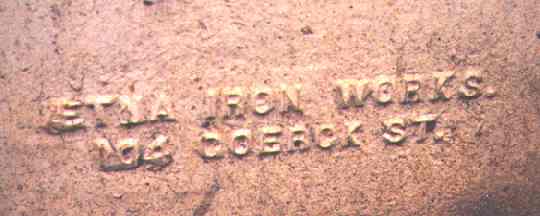 ETNA IRON WORKS.
104 GOERCK ST.